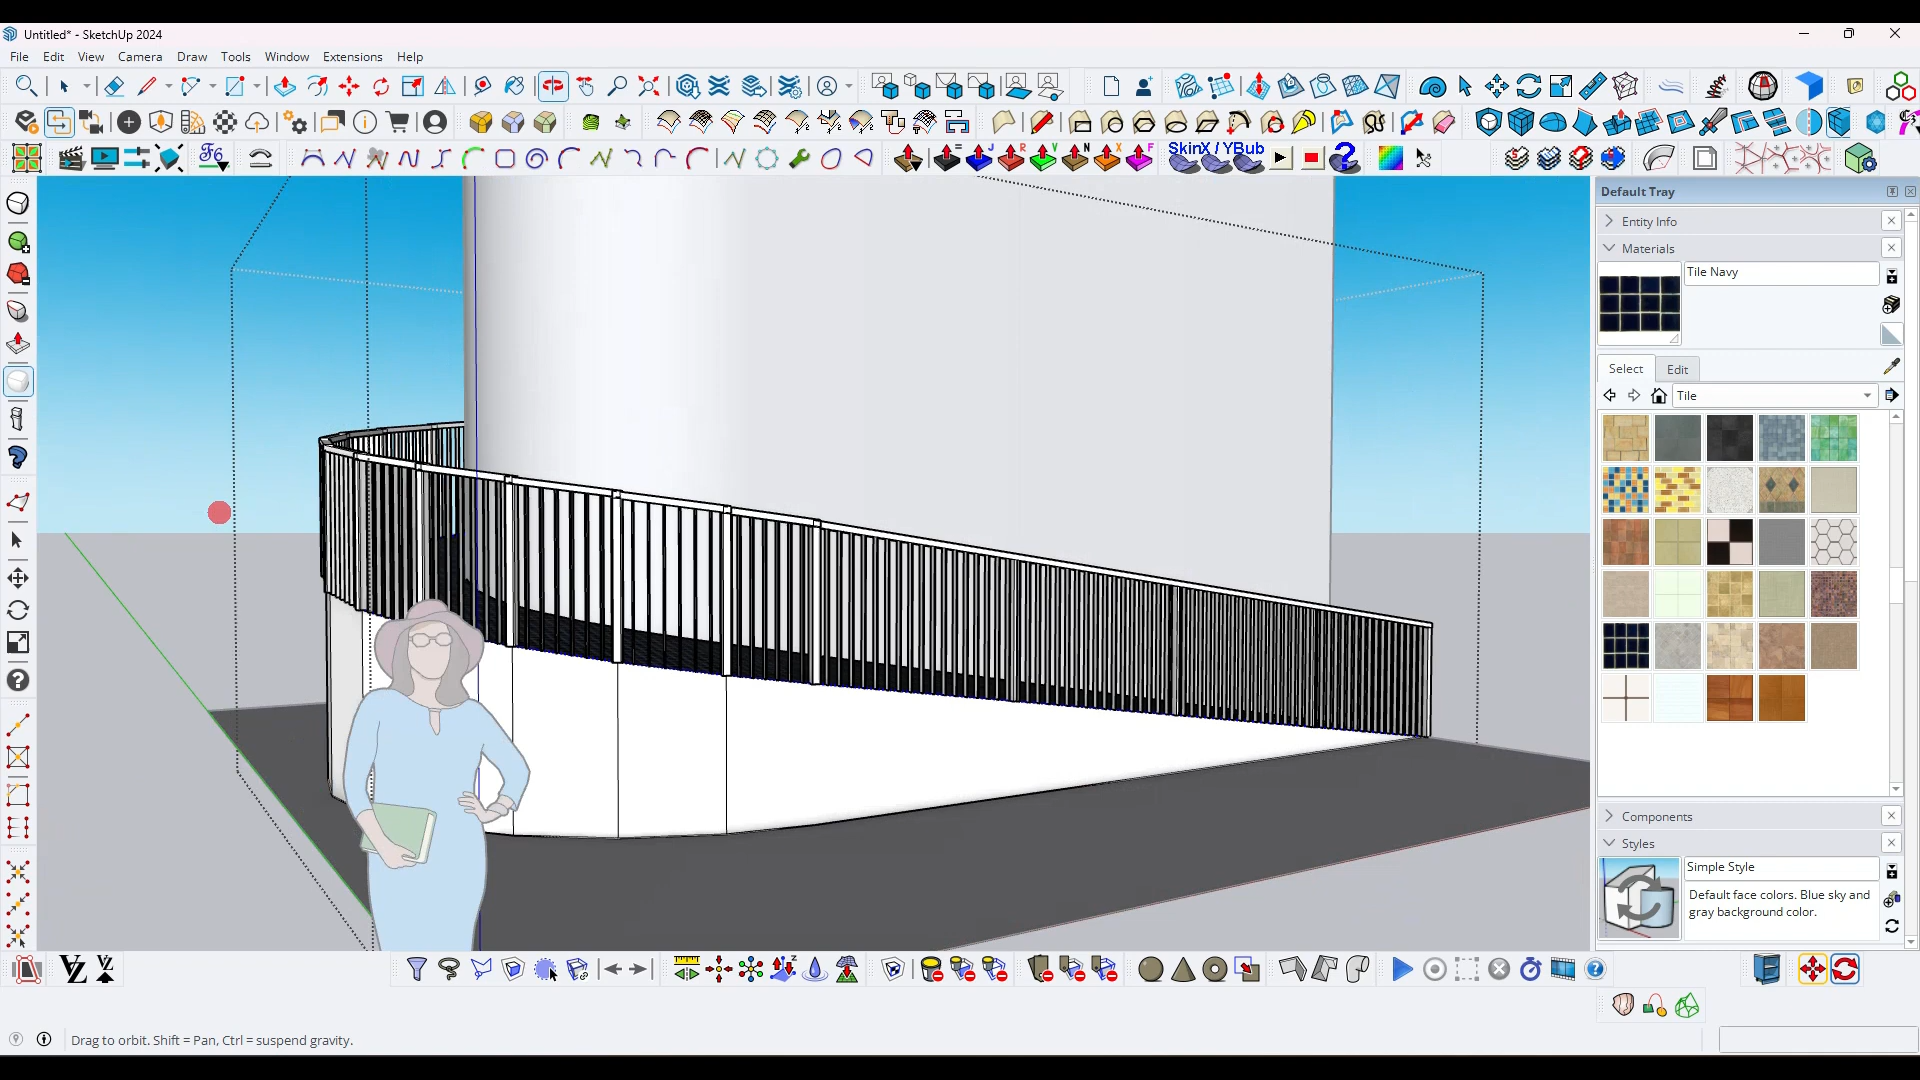 Untitled* - SketchUp 2024
File Edit View Camera Draw Tools Window Extensions Help
SkinX / YBub
Default Tray
Entity Info
Materials
Tile Navy
Select Edit
Tile
Components
Styles
Simple Style
Default face colors. Blue sky and
gray background color.
Drag to orbit. Shift = Pan, Ctrl = suspend gravity.